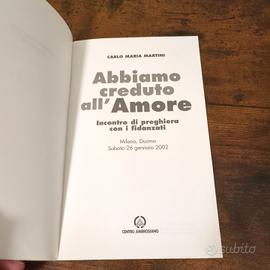 CARLO MARIA MARTINI
Abbiamo
creduto
all'Amore
Incontro di preghiera
con i fidanzati
Milano, Duomo
Sabato 26 gennaio 2002
CENTRO AMBROSIANO
subito